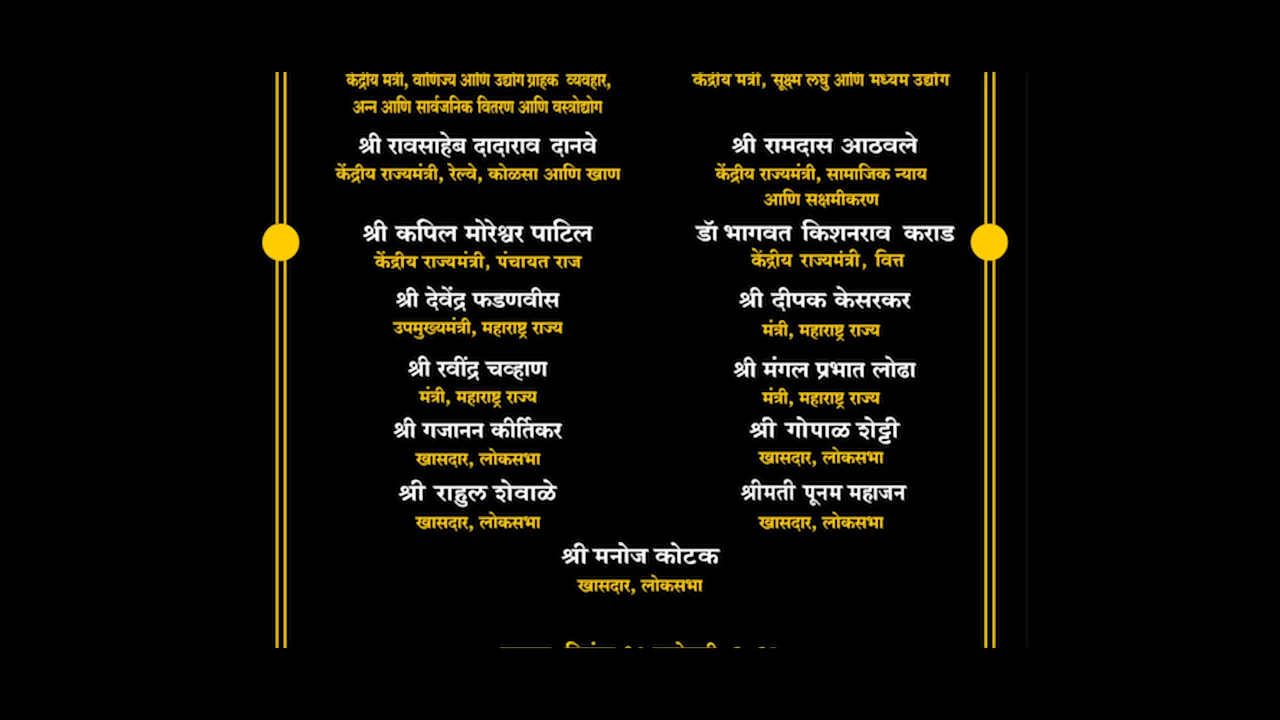 केंद्रीय मंत्री, वाणिज्य आणि उद्योग ग्राहक व्यवहार,
अन्न आणि सार्वजनिक वितरण आणि वस्त्रोद्योग
केंद्रीय मंत्री, सूक्ष्म लघु आणि मध्यम उद्योग
श्री रावसाहेब दादाराव दानवे
केंद्रीय राज्यमंत्री, रेल्वे, कोळसा आणि खाण
श्री रामदास आठवले
केंद्रीय राज्यमंत्री, सामाजिक न्याय
आणि सक्षमीकरण
श्री कपिल मोरेश्वर पाटिल
केंद्रीय राज्यमंत्री, पंचायत राज
डॉ भागवत किशनराव कराड
केंद्रीय राज्यमंत्री, वित्त
श्री देवेंद्र फडणवीस
उपमुख्यमंत्री, महाराष्ट्र राज्य
श्री दीपक केसरकर
मंत्री, महाराष्ट्र राज्य
श्री रवींद्र चव्हाण
मंत्री, महाराष्ट्र राज्य
श्री मंगल प्रभात लोढा
मंत्री, महाराष्ट्र राज्य
श्री गजानन कीर्तिकर
खासदार, लोकसभा
श्री गोपाळ शेट्टी
खासदार, लोकसभा
श्री राहुल शेवाळे
खासदार, लोकसभा
श्रीमती पूनम महाजन
खासदार, लोकसभा
श्री मनोज कोटक
खासदार, लोकसभा